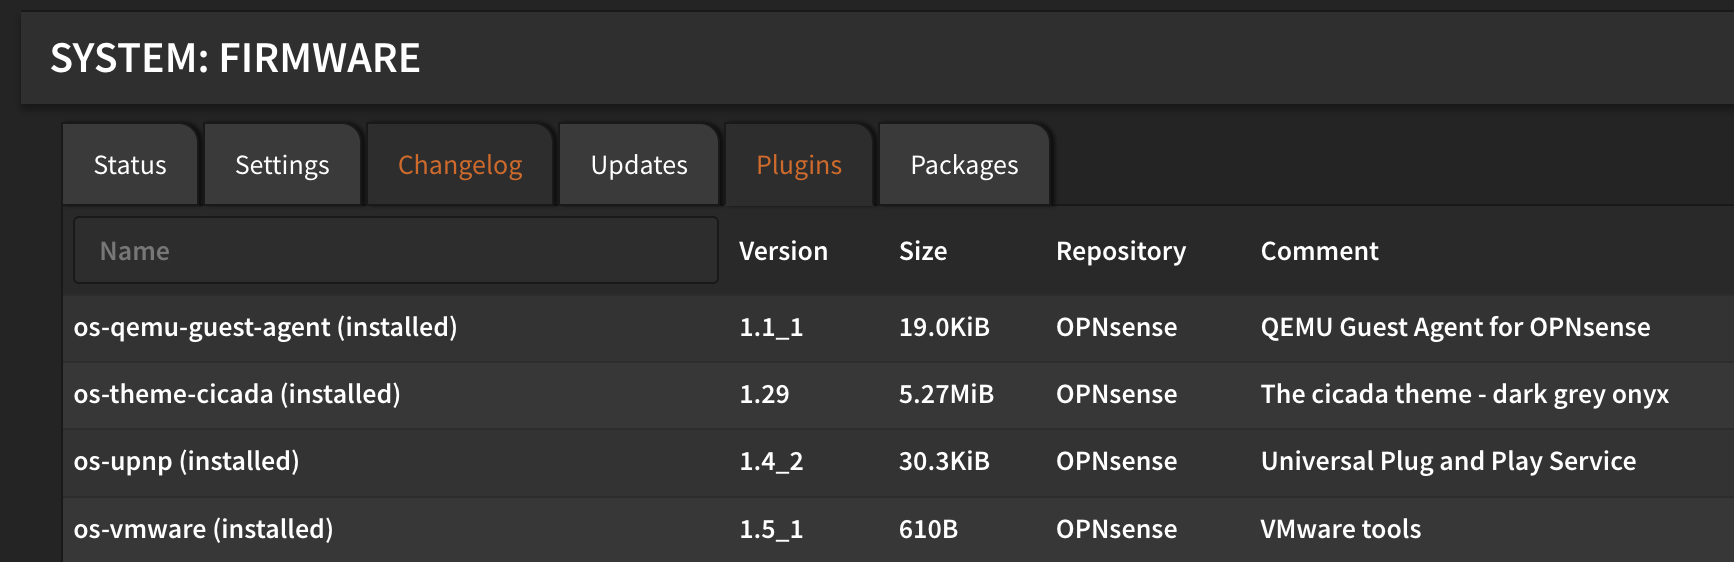 SYSTEM: FIRMWARE
Status Settings Changelog Updates Plugins Packages
Name Version Size Repository Comment
os-qemu-guest-agent (installed) 1.1_1 19.0KiB OPNsense QEMU Guest Agent for OPNsense
os-theme-cicada (installed) 1.29 5.27MiB OPNsense The cicada theme - dark grey onyx
os-upnp (installed) 1.4_2 30.3KiB OPNsense Universal Plug and Play Service
os-vmware (installed) 1.5_1 610B OPNsense VMware tools